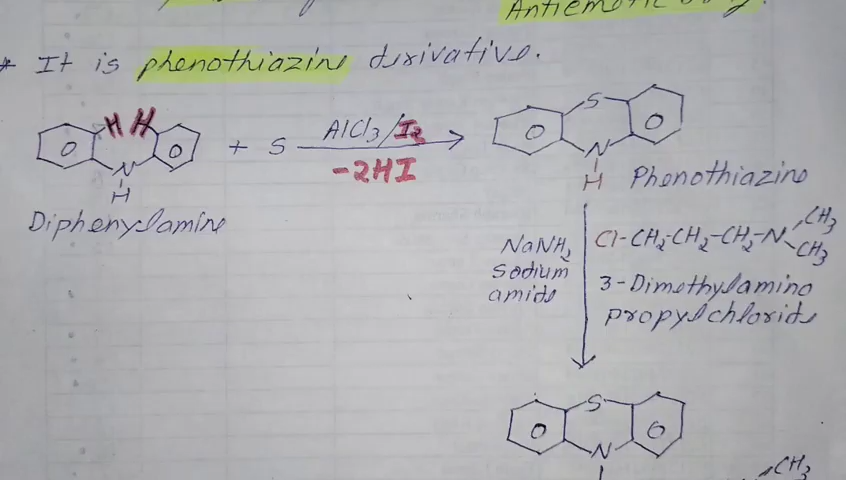 Antiemetic drug.
* It is phenothiazine derivative.
H H
N
H
Diphenylamine
+ S
AlCl3/I2
-2HI
S
N
H
Phenothiazine
NaNH2
Sodium
amide
Cl-CH2-CH2-CH2-N
CH3
CH3
3-Dimethylamino
propylchloride
S
N
CH3